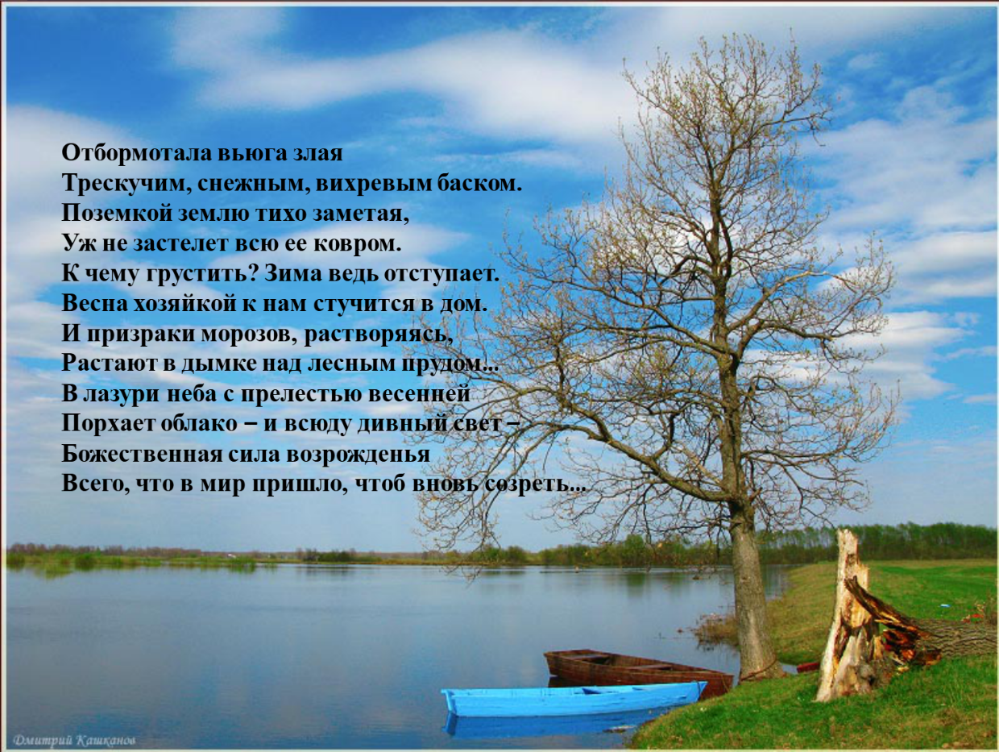 Отбормотала вьюга злая
Трескучим, снежным, вихревым баском.
Поземкой землю тихо заметая,
Уж не застелет всю ее ковром.
К чему грустить? Зима ведь отступает.
Весна хозяйкой к нам стучится в дом.
И призраки морозов, растворяясь,
Растают в дымке над лесным прудом...
В лазури неба с прелестью весенней
Порхает облако – и всюду дивный свет –
Божественная сила возрожденья
Всего, что в мир пришло, чтоб вновь созреть...
Дмитрий Кашканов